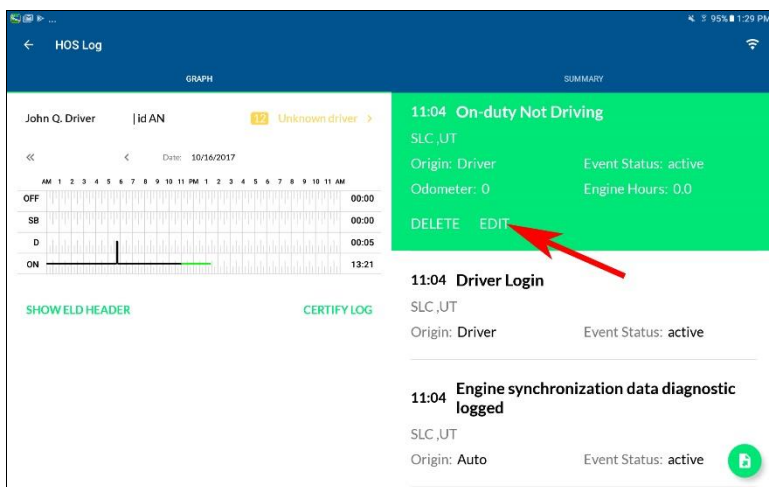 ... 95% 1:29 PM
HOS Log
GRAPH
SUMMARY
John Q. Driver | id AN 12 Unknown driver >
« < Date: 10/16/2017
AM 1 2 3 4 5 6 7 8 9 10 11 PM 1 2 3 4 5 6 7 8 9 10 11 AM
OFF 00:00
SB 00:00
D 00:05
ON 13:21
SHOW ELD HEADER CERTIFY LOG
11:04 On-duty Not Driving
SLC ,UT
Origin: Driver Event Status: active
Odometer: 0 Engine Hours: 0.0
DELETE EDIT
11:04 Driver Login
SLC ,UT
Origin: Driver Event Status: active
11:04 Engine synchronization data diagnostic
logged
SLC ,UT
Origin: Auto Event Status: active